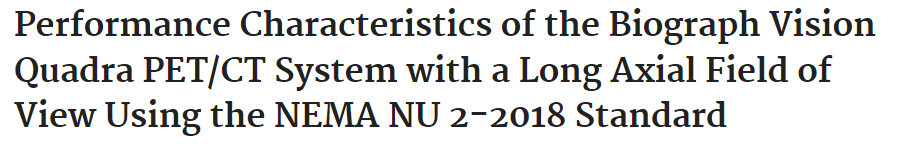 Performance Characteristics of the Biograph Vision
Quadra PET/CT System with a Long Axial Field of
View Using the NEMA NU 2-2018 Standard